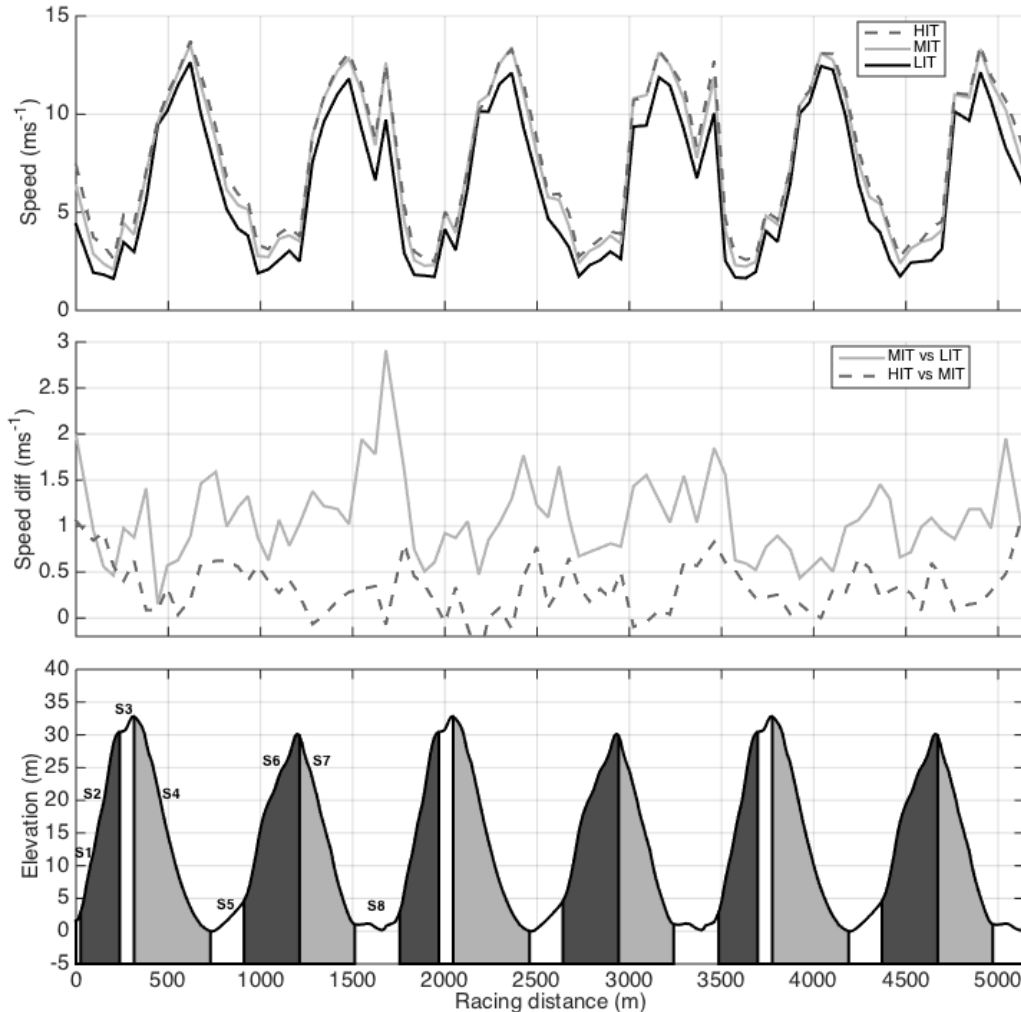 15
10
5
0
Speed (ms-1)
HIT
MIT
LIT
3
2.5
2
1.5
1
0.5
0
Speed diff (ms-1)
MIT vs LIT
HIT vs MIT
40
35
30
25
20
15
10
5
0
-5
Elevation (m)
S1
S2
S3
S4
S5
S6
S7
S8
0 500 1000 1500 2000 2500 3000 3500 4000 4500 5000
Racing distance (m)